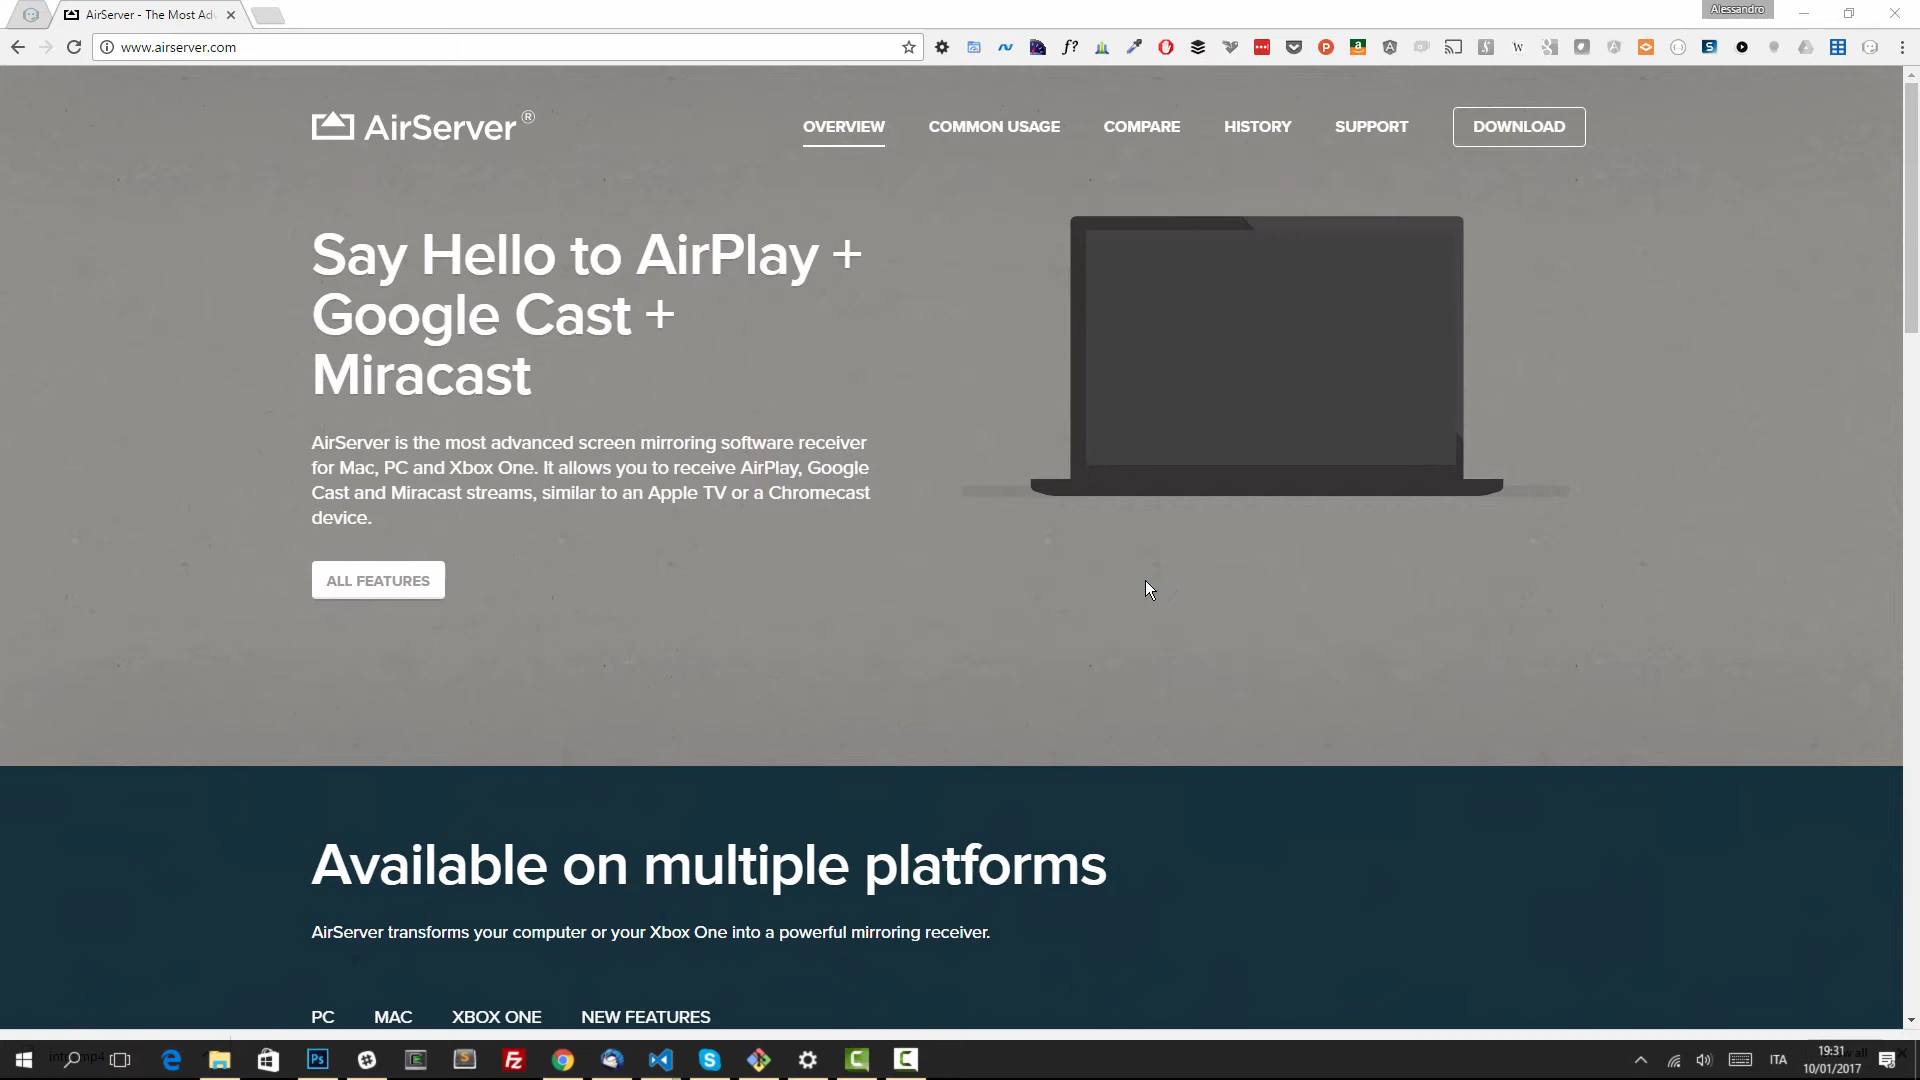 AirServer - The Most Adv
Alessandro
www.airserver.com
AirServer®
OVERVIEW
COMMON USAGE
COMPARE
HISTORY
SUPPORT
DOWNLOAD
Say Hello to AirPlay +
Google Cast +
Miracast
AirServer is the most advanced screen mirroring software receiver
for Mac, PC and Xbox One. It allows you to receive AirPlay, Google
Cast and Miracast streams, similar to an Apple TV or a Chromecast
device.
ALL FEATURES
Available on multiple platforms
AirServer transforms your computer or your Xbox One into a powerful mirroring receiver.
PC
MAC
XBOX ONE
NEW FEATURES
ITA
19:31
10/01/2017